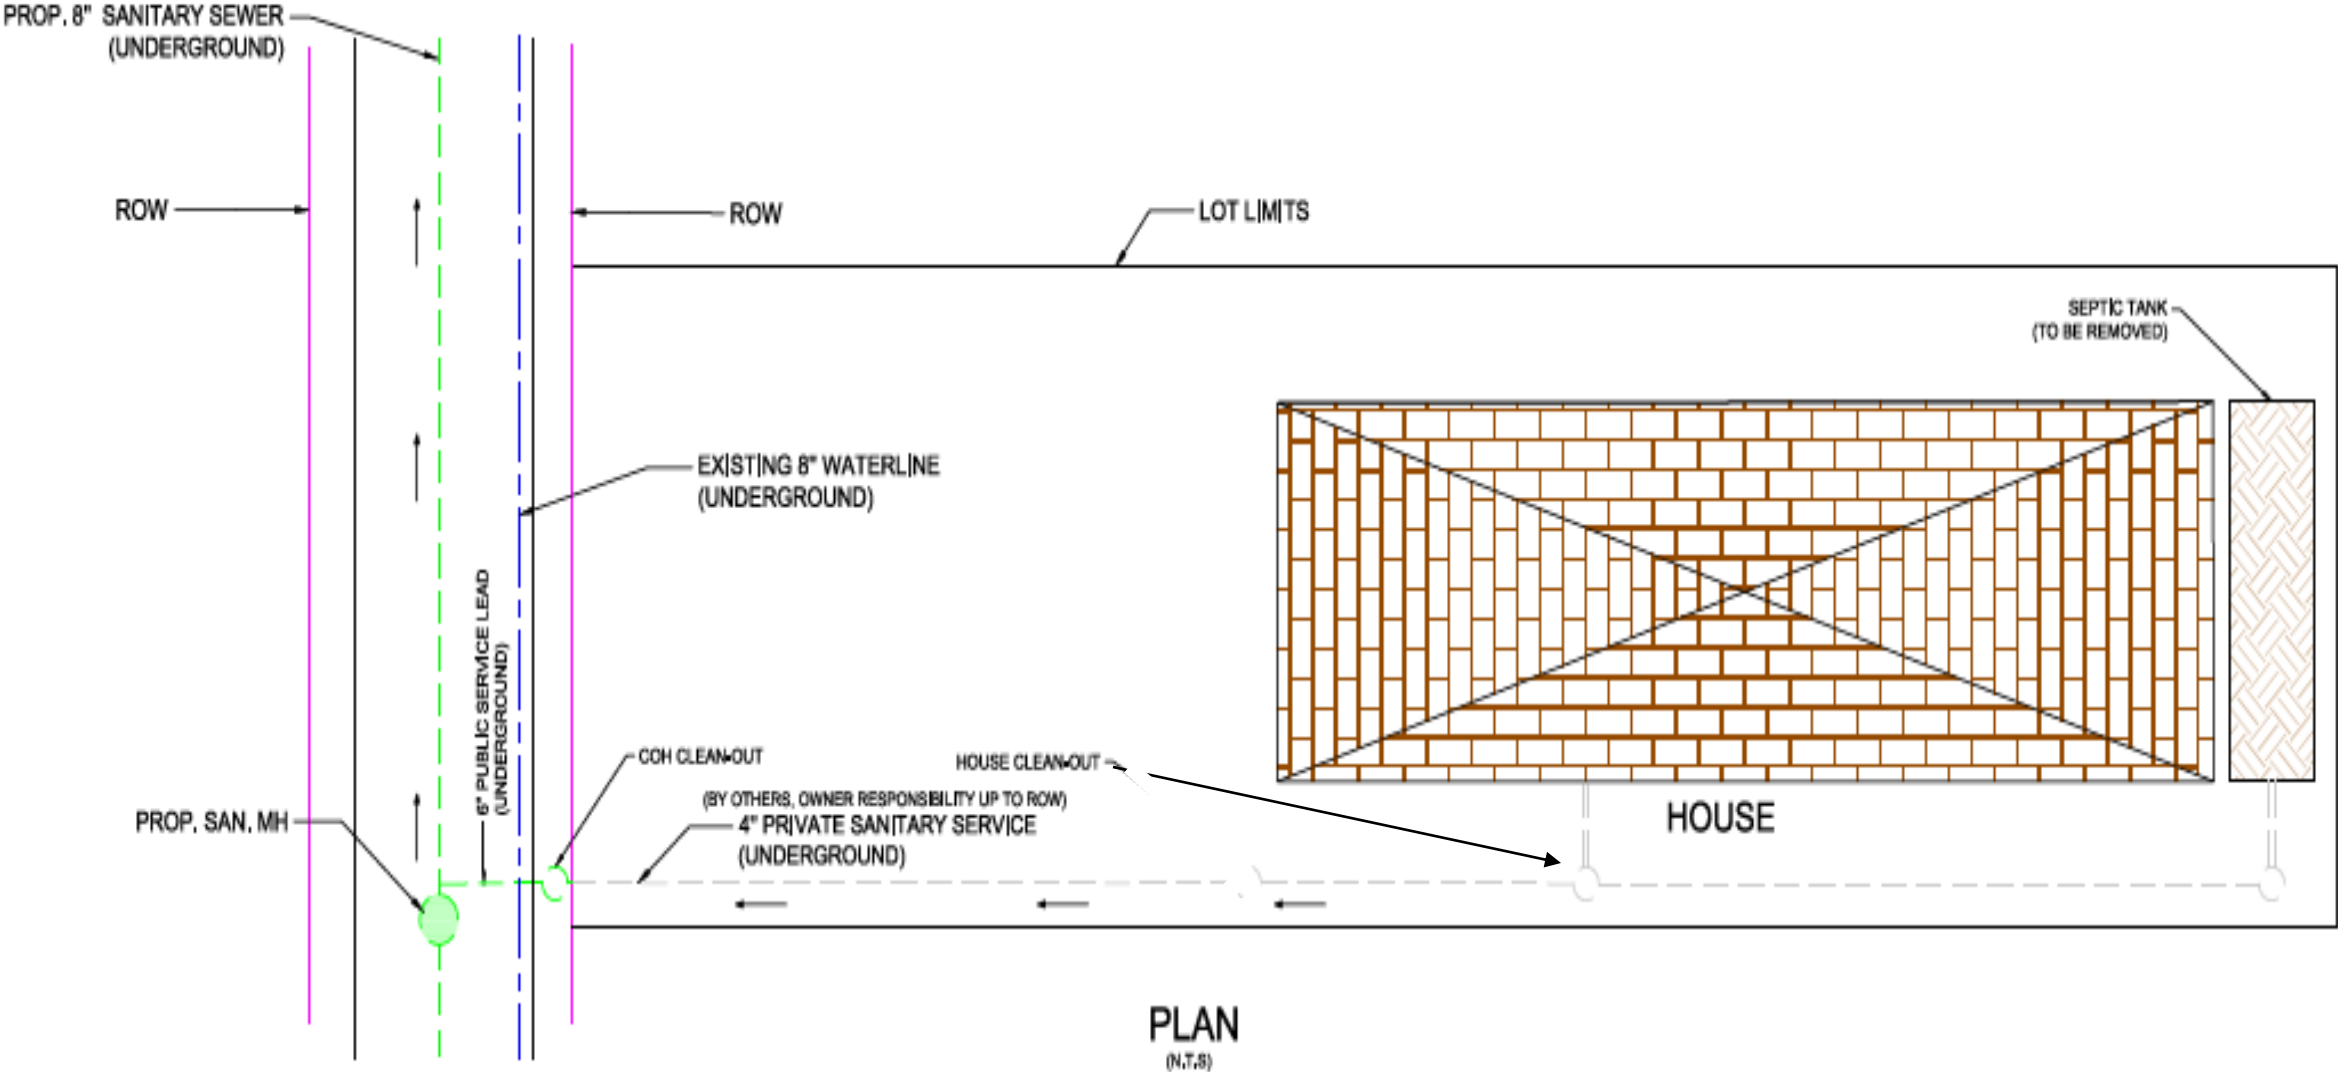 PROP. 8" SANITARY SEWER
(UNDERGROUND)
ROW
ROW
LOT LIMITS
SEPTIC TANK
(TO BE REMOVED)
EXISTING 8" WATERLINE
(UNDERGROUND)
6" PUBLIC SERVICE LEAD
(UNDERGROUND)
COH CLEAN-OUT
HOUSE CLEAN-OUT
(BY OTHERS, OWNER RESPONSIBILITY UP TO ROW)
4" PRIVATE SANITARY SERVICE
(UNDERGROUND)
PROP. SAN. MH
HOUSE
PLAN
(N.T.S)